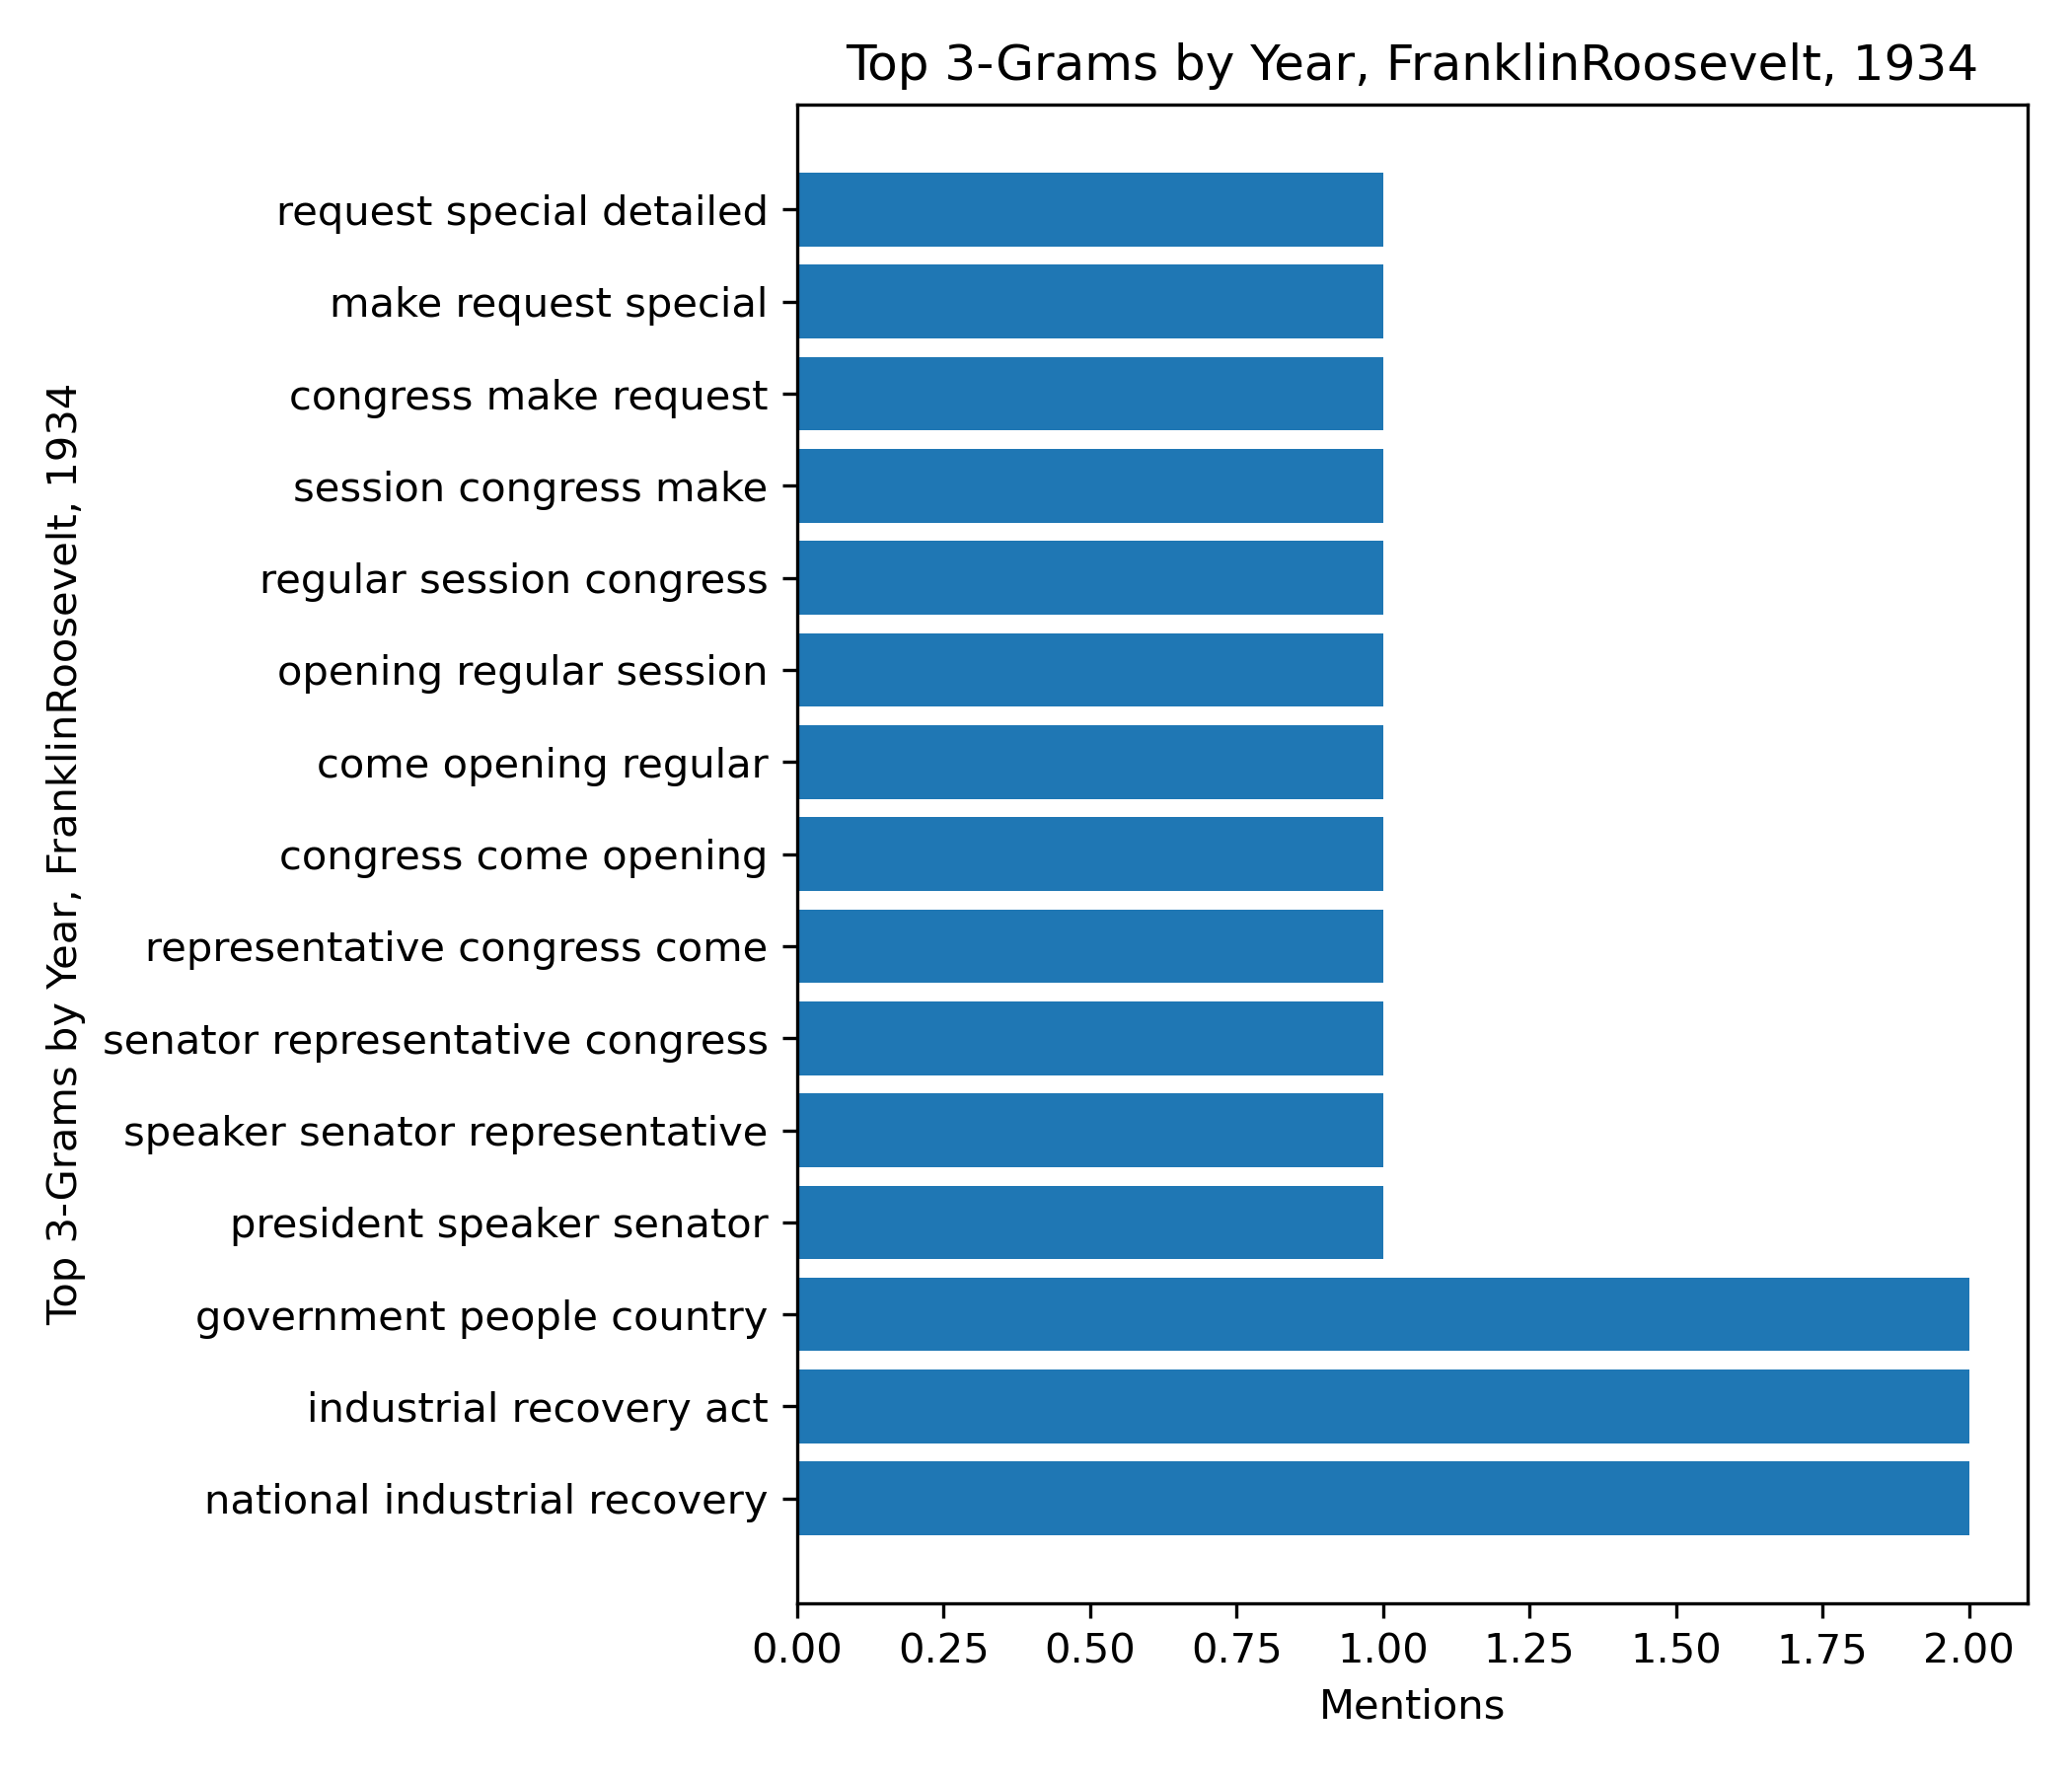 Top 3-Grams by Year, FranklinRoosevelt, 1934
Top 3-Grams by Year, FranklinRoosevelt, 1934
request special detailed
make request special
congress make request
session congress make
regular session congress
opening regular session
come opening regular
congress come opening
representative congress come
senator representative congress
speaker senator representative
president speaker senator
government people country
industrial recovery act
national industrial recovery
0.00 0.25 0.50 0.75 1.00 1.25 1.50 1.75 2.00
Mentions